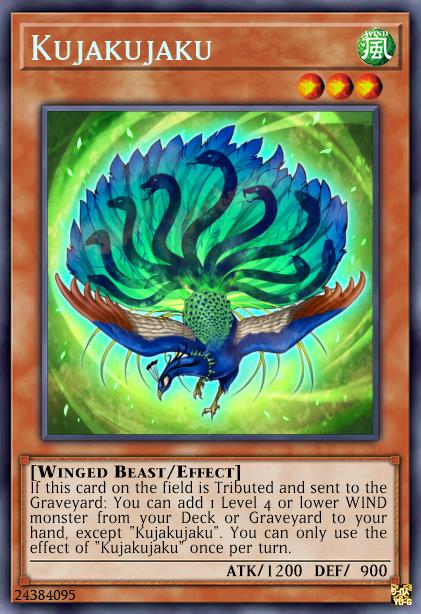 Kujakujaku
WIND
風
[Winged Beast/Effect]
If this card on the field is Tributed and sent to the
Graveyard: You can add 1 Level 4 or lower WIND
monster from your Deck or Graveyard to your
hand, except "Kujakujaku". You can only use the
effect of "Kujakujaku" once per turn.
ATK/1200 DEF/ 900
24384095